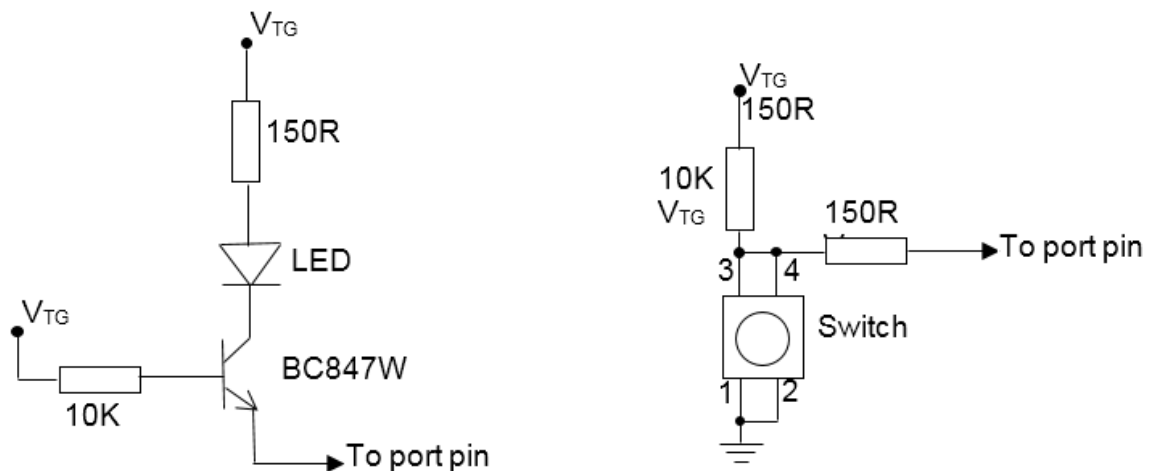 VTG
150R
LED
VTG
BC847W
10K
To port pin
VTG
150R
10K
VTG
150R
To port pin
3 4
Switch
1 2